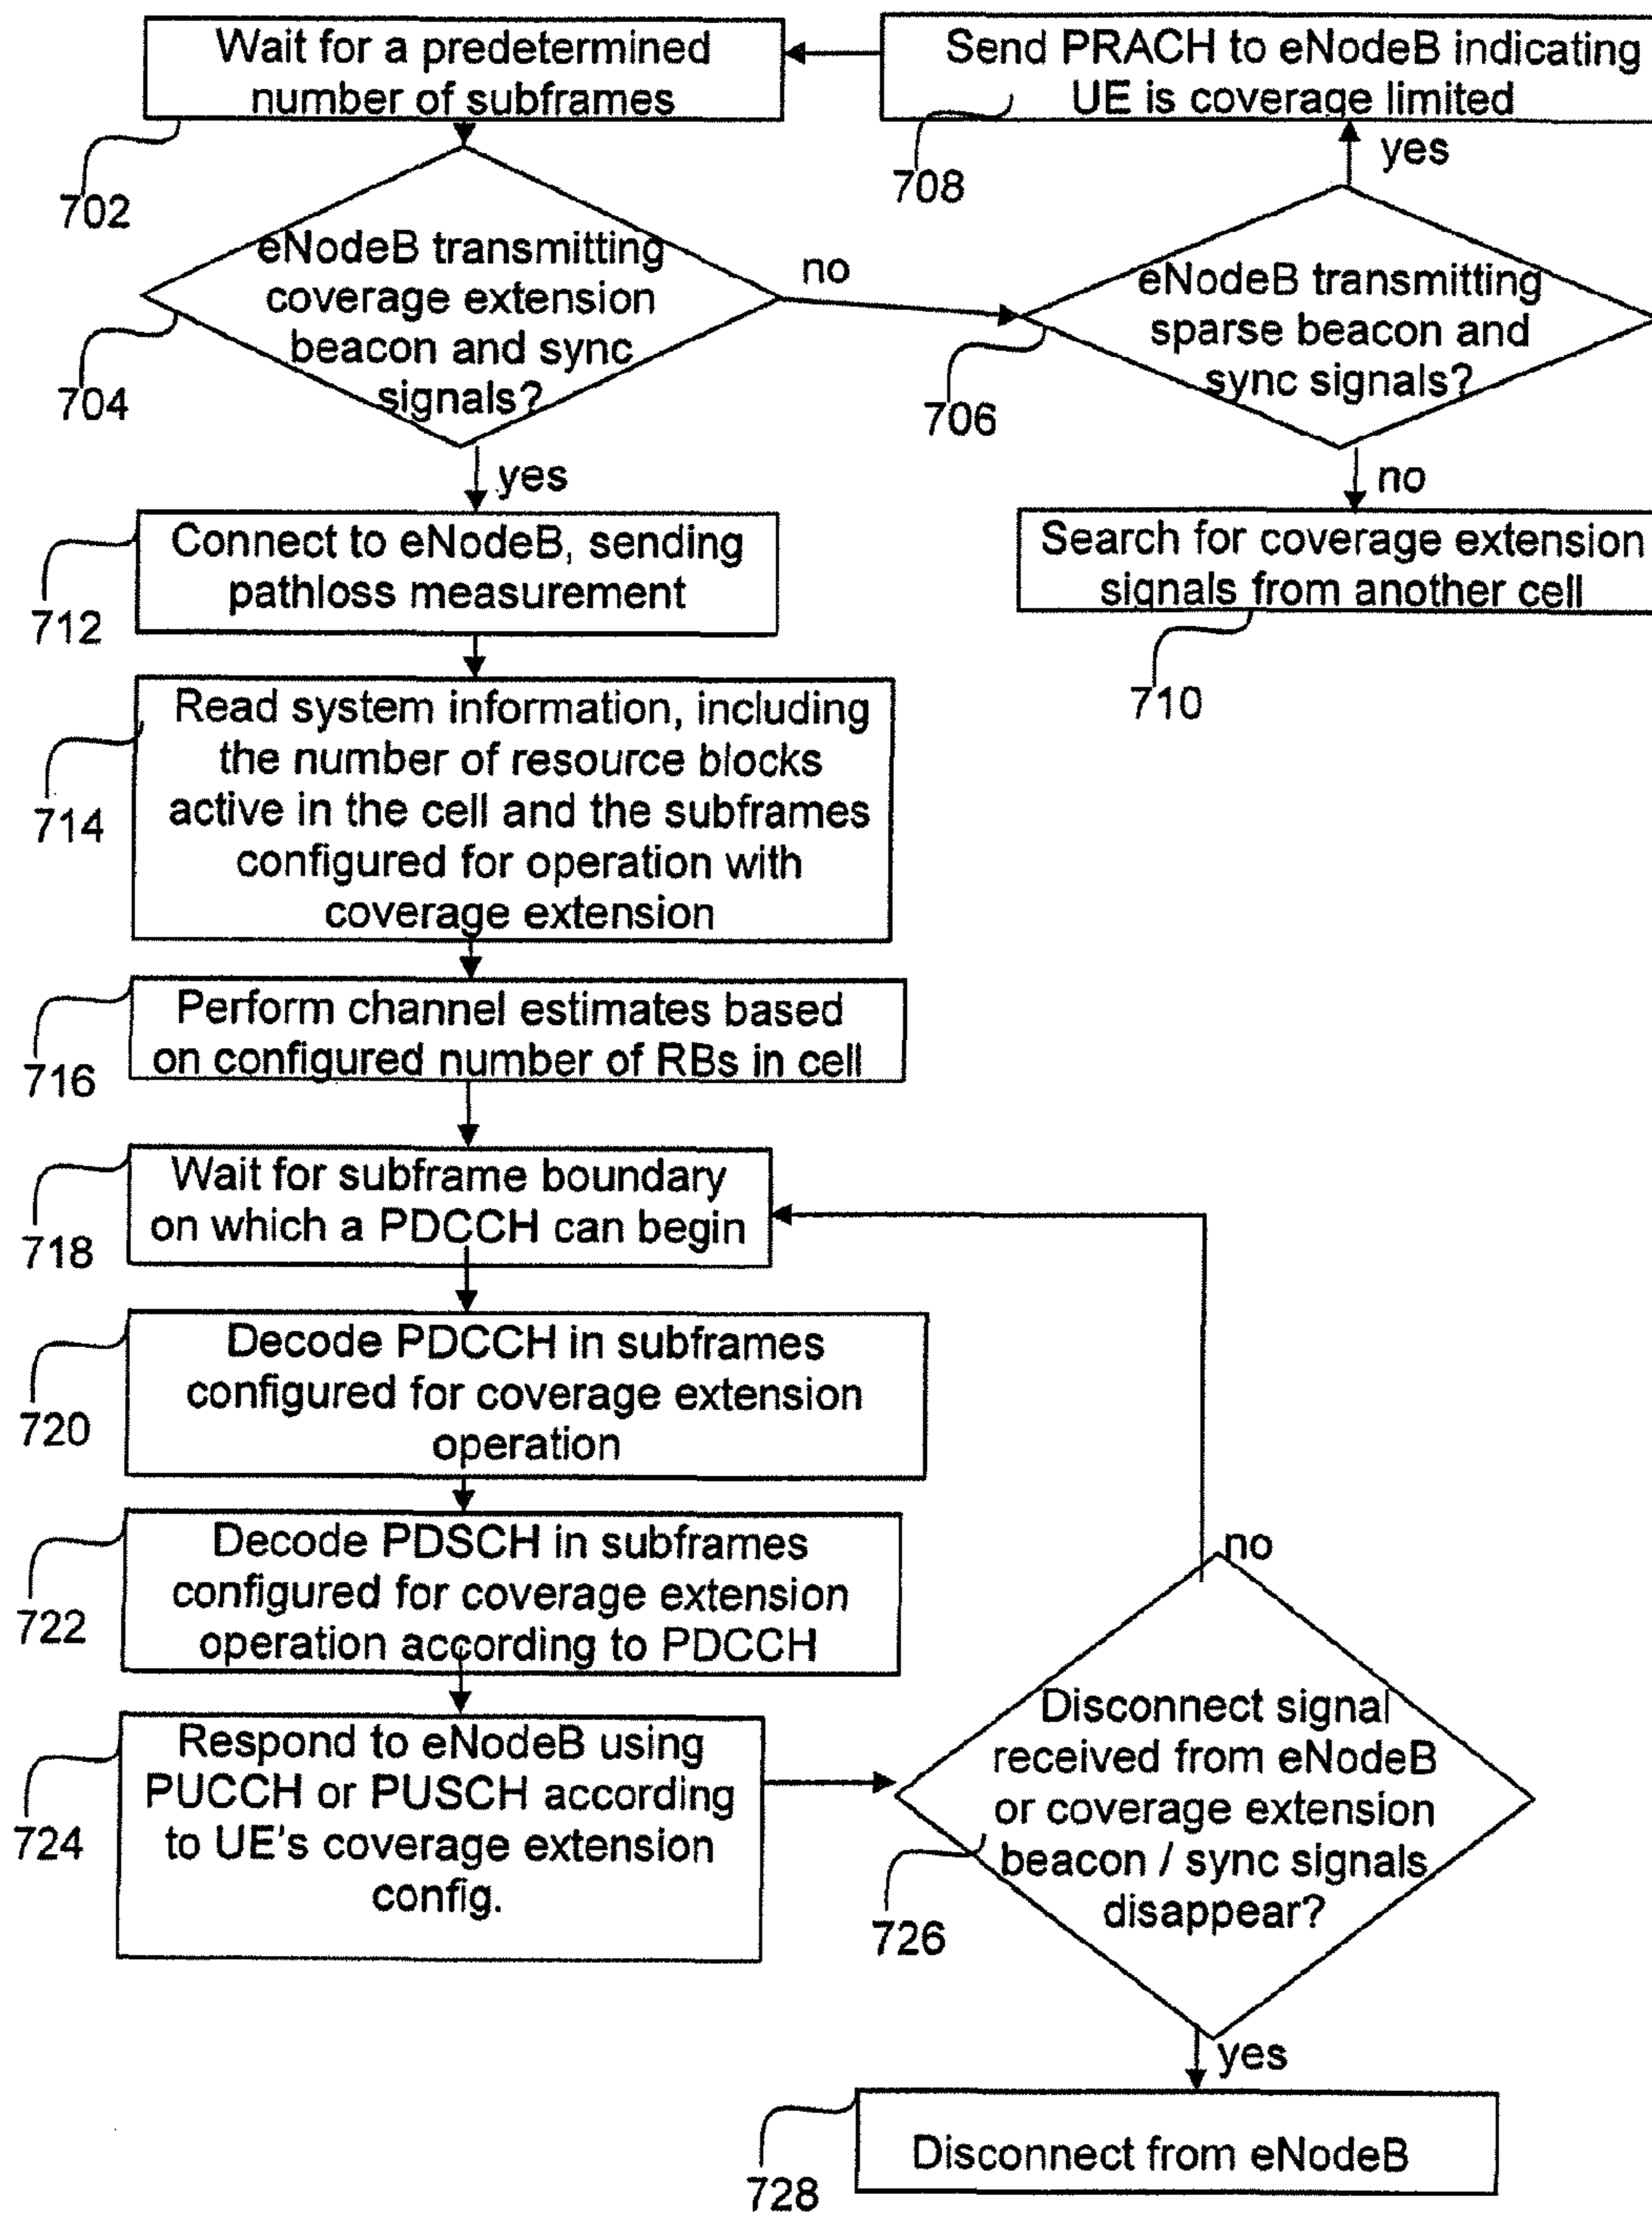 Wait for a predetermined
number of subframes
702
Send PRACH to eNodeB indicating
UE is coverage limited
708
yes
eNodeB transmitting
coverage extension
beacon and sync
signals?
704
no
eNodeB transmitting
sparse beacon and
sync signals?
706
yes
no
Connect to eNodeB, sending
pathloss measurement
712
Search for coverage extension
signals from another cell
710
Read system information, including
the number of resource blocks
active in the cell and the subframes
configured for operation with
coverage extension
714
Perform channel estimates based
on configured number of RBs in cell
716
Wait for subframe boundary
on which a PDCCH can begin
718
Decode PDCCH in subframes
configured for coverage extension
operation
720
Decode PDSCH in subframes
configured for coverage extension
operation according to PDCCH
722
Respond to eNodeB using
PUCCH or PUSCH according
to UE's coverage extension
config.
724
no
Disconnect signal
received from eNodeB
or coverage extension
beacon / sync signals
disappear?
726
yes
Disconnect from eNodeB
728